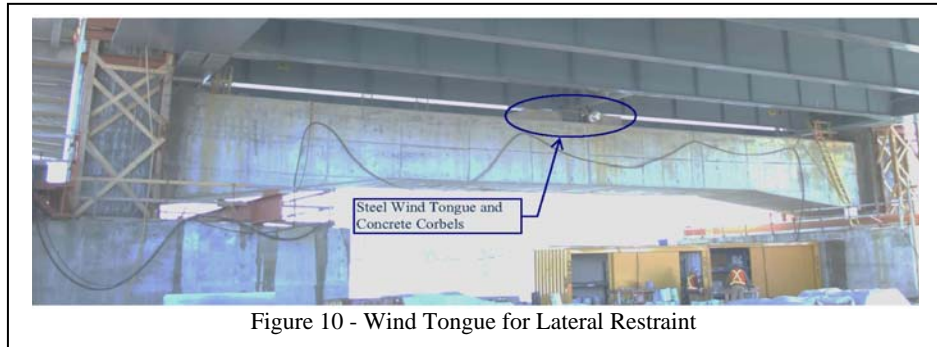 Steel Wind Tongue and
Concrete Corbels
Figure 10 - Wind Tongue for Lateral Restraint